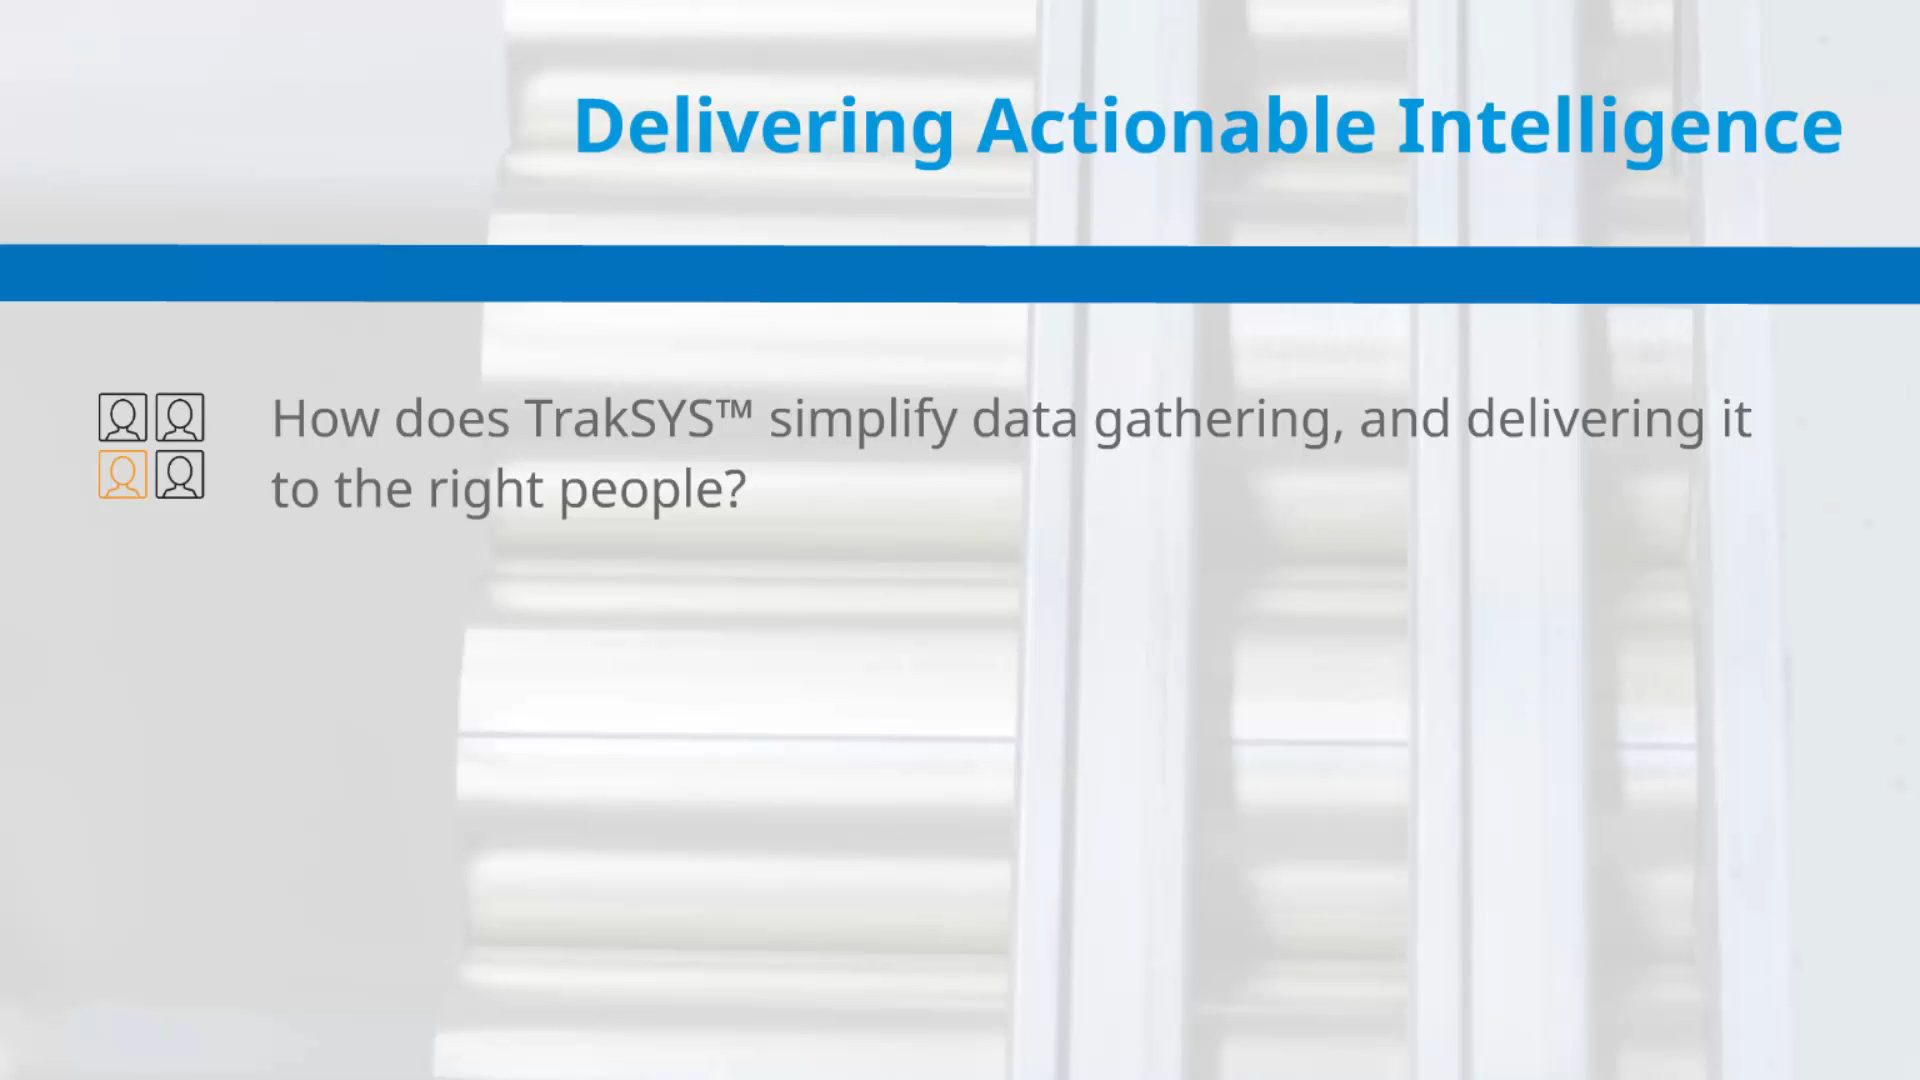 Delivering Actionable Intelligence
How does TrakSYS™ simplify data gathering, and delivering it
to the right people?